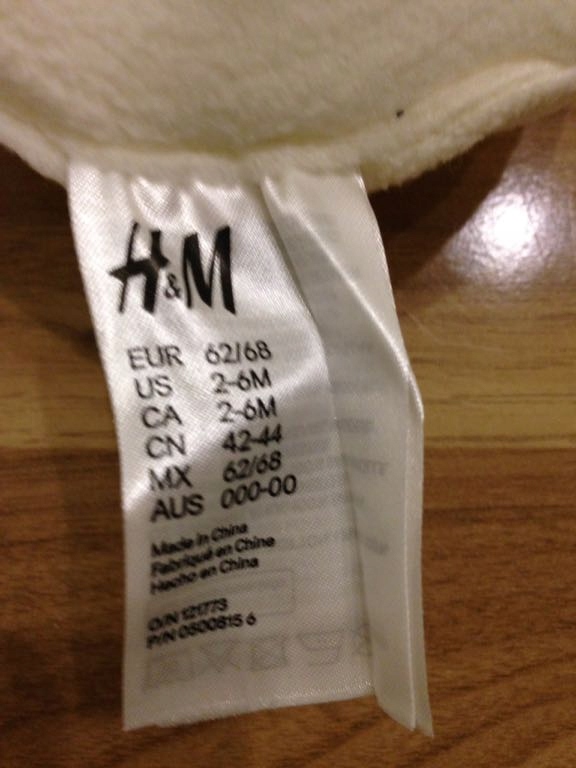 H&M
EUR 62/68
US 2-6M
CA 2-6M
CN 42-44
MX 62/68
AUS 000-00
Made in China
Fabriqué en Chine
Hecho en China
O/N 121773
P/N 0500815 6